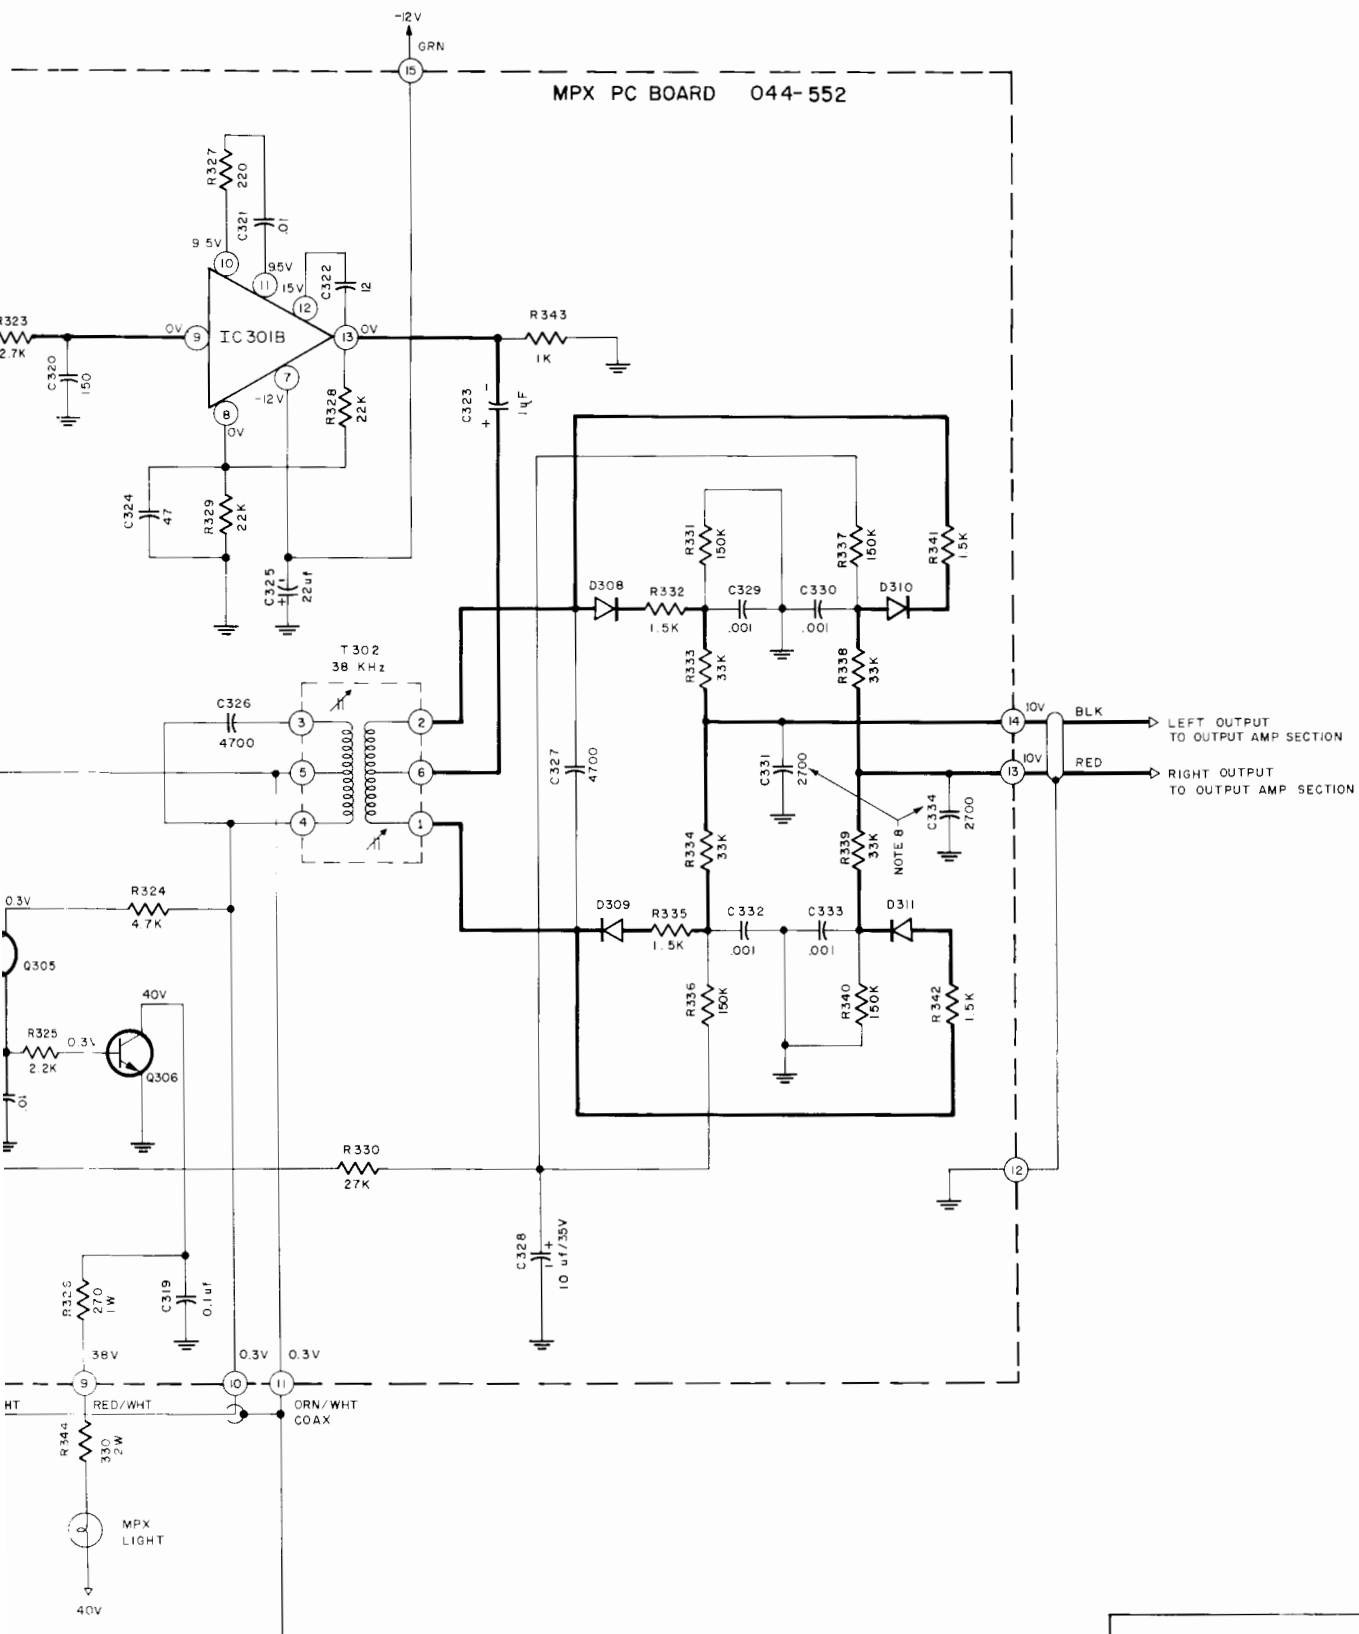 -12V
GRN
15
MPX PC BOARD 044-552
R327
220
C321
.01
9.5V
10
9.5V
11
15V
12
C322
12
R323
2.7K
C320
150
0V
9
IC301B
13
0V
R343
1K
7
-12V
8
0V
R328
22K
C323
-
+
1µF
C324
47
R329
22K
C325
-
+
22uf
R331
150K
R337
150K
R341
1.5K
D308
R332
1.5K
C329
.001
C330
.001
D310
T302
38 KHz
R333
33K
R338
33K
C326
4700
3
2
5
6
4
1
C327
4700
C331
2700
14
10V
BLK
LEFT OUTPUT
TO OUTPUT AMP SECTION
13
10V
RED
RIGHT OUTPUT
TO OUTPUT AMP SECTION
C334
2700
NOTE 8
R334
33K
R339
33K
0.3V
R324
4.7K
Q305
D309
R335
1.5K
C332
.001
C333
.001
D311
R336
150K
R340
150K
R342
1.5K
40V
R325
2.2K
0.3V
Q306
.01
R330
27K
12
C328
+
10 uf/35V
270
1W
C319
0.1uf
38V
0.3V
0.3V
9
10
11
HT
RED/WHT
ORN/WHT
COAX
R344
330
2W
MPX
LIGHT
40V